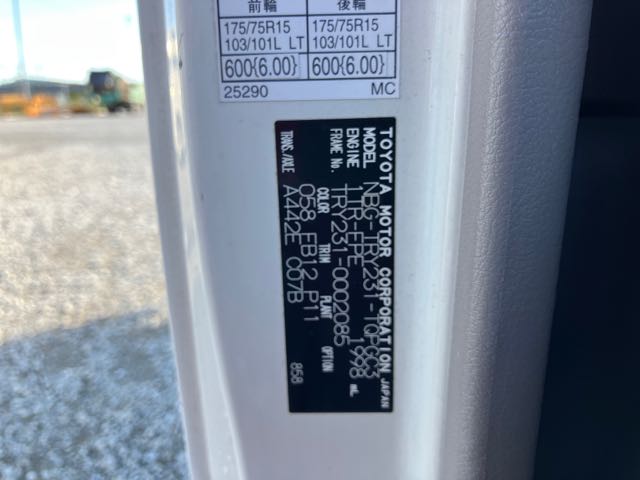 前輪 後輪
175/75R15 175/75R15
103/101L LT 103/101L LT
600{6.00} 600{6.00}
25290 MC
TOYOTA MOTOR CORPORATION JAPAN
MODEL NBG-TRY231-TQPGC3
ENGINE 1TR-FPE 1998 mL
FRAME No. TRY231-0002085
COLOR TRIM PLANT OPTION
058 FB12 P11 858
TRANS./AXLE A442E C07B